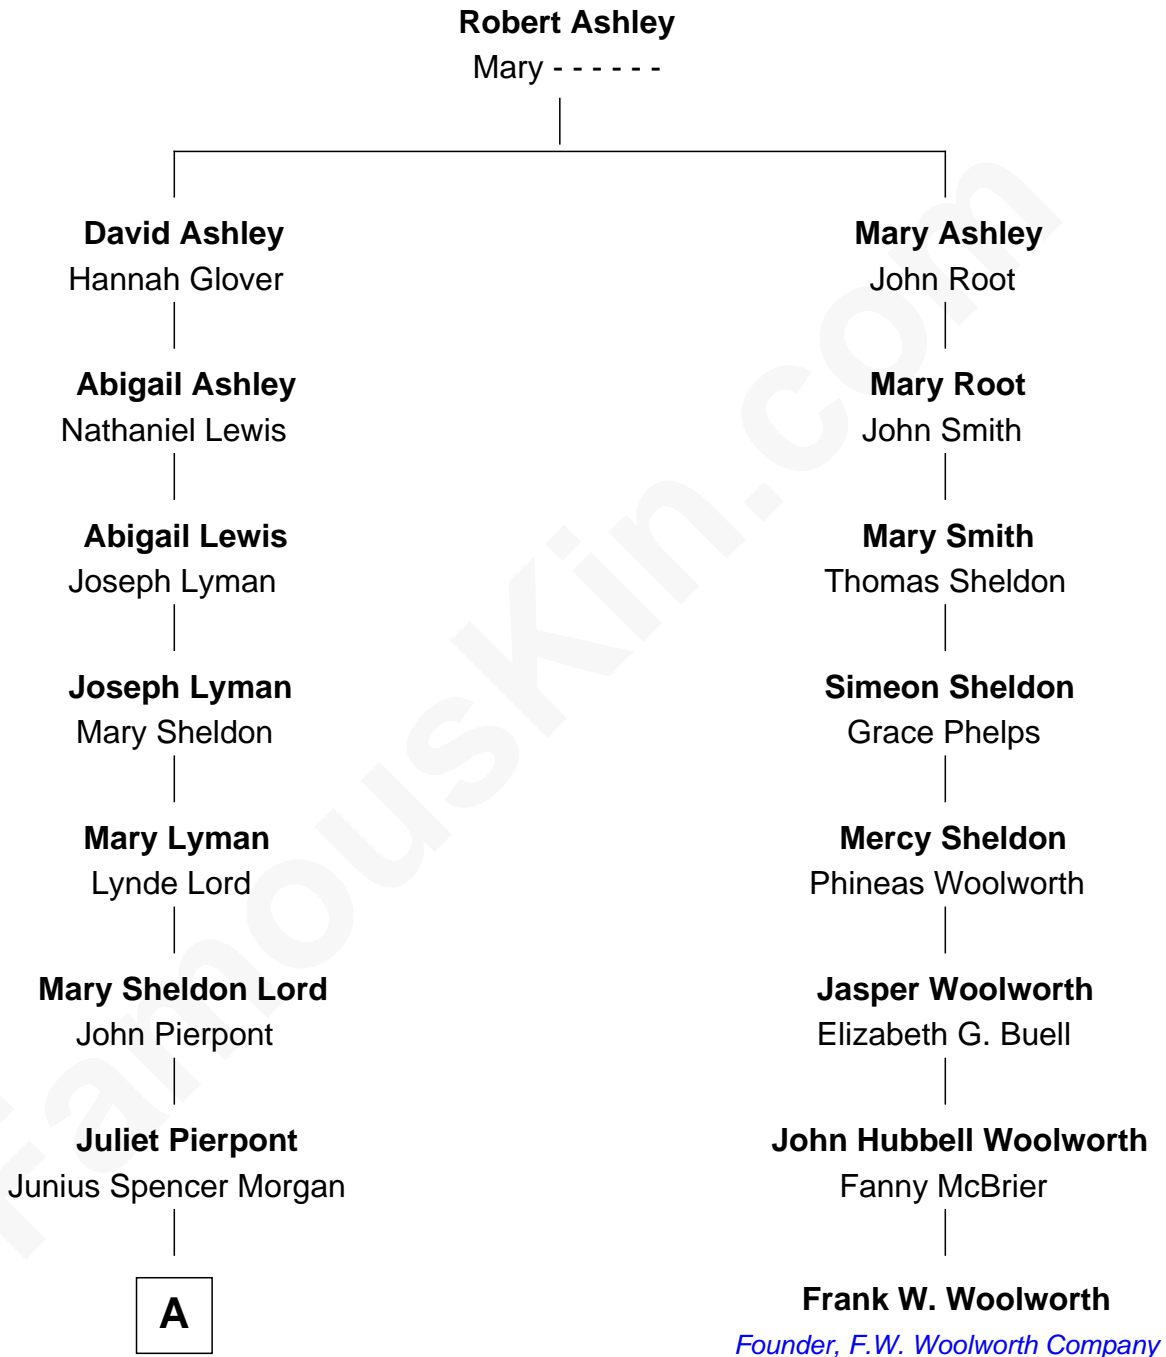 Robert Ashley
Mary - - - - - -
David Ashley
Hannah Glover
Abigail Ashley
Nathaniel Lewis
Abigail Lewis
Joseph Lyman
Joseph Lyman
Mary Sheldon
Mary Lyman
Lynde Lord
Mary Sheldon Lord
John Pierpont
Juliet Pierpont
Junius Spencer Morgan
A
Mary Ashley
John Root
Mary Root
John Smith
Mary Smith
Thomas Sheldon
Simeon Sheldon
Grace Phelps
Mercy Sheldon
Phineas Woolworth
Jasper Woolworth
Elizabeth G. Buell
John Hubbell Woolworth
Fanny McBrier
Frank W. Woolworth
Founder, F.W. Woolworth Company
FamousKin.com